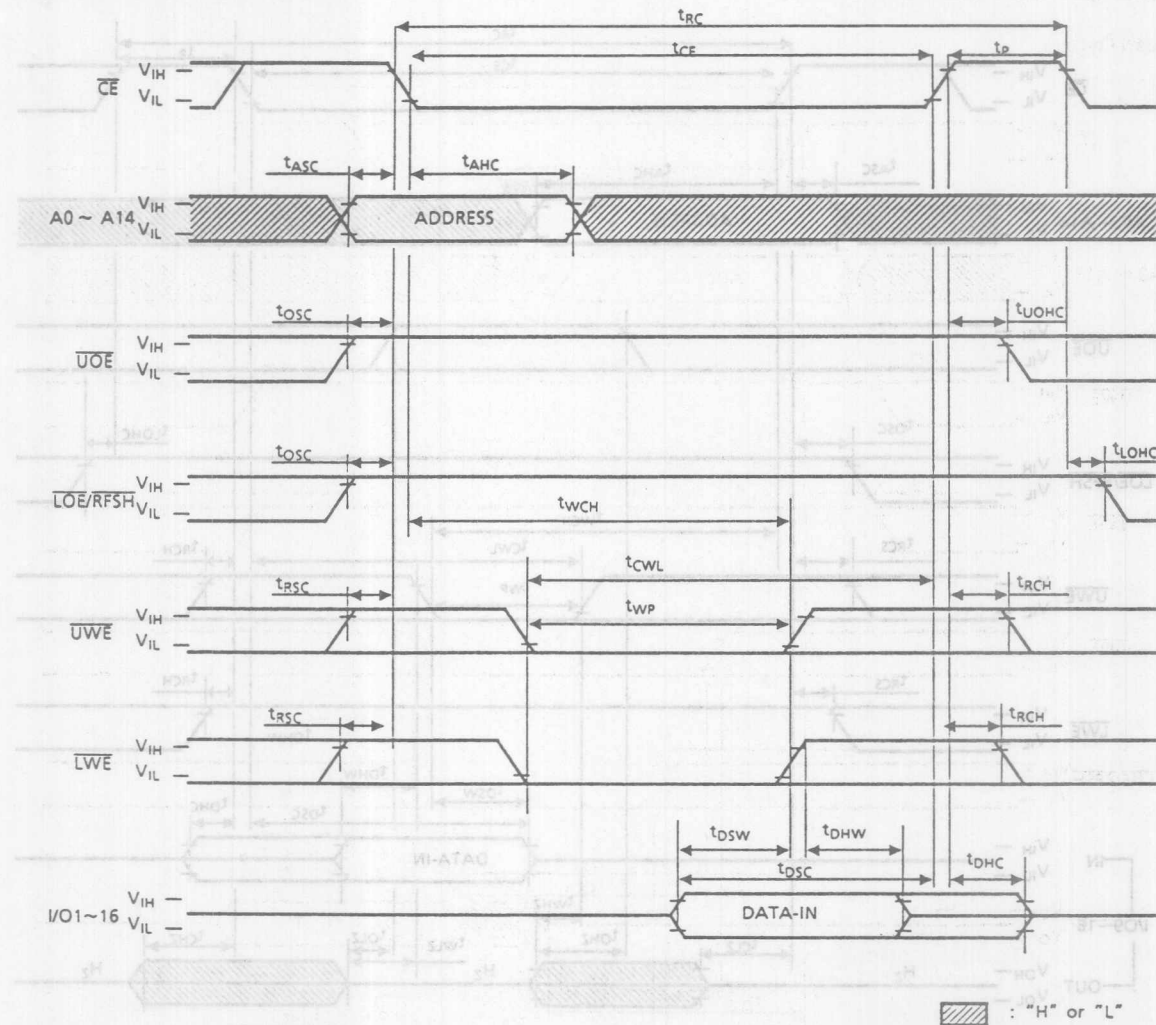 tRC
tCE
tP
CE VIH
VIL
tASC
tAHC
A0 ~ A14 VIH
VIL
ADDRESS
tOSC
tUOHC
UOE VIH
VIL
tOSC
tLOHC
LOE/RFSH VIH
VIL
tWCH
tCWL
tRSC
tWP
tRCH
UWE VIH
VIL
tRSC
tRCH
LWE VIH
VIL
tDSW
tDHW
tDSC
tDHC
I/O1~16 VIH
VIL
DATA-IN
: "H" or "L"